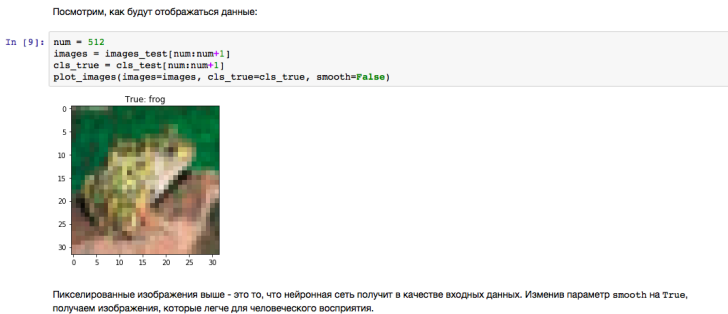 Посмотрим, как будут отображаться данные:
In [9]: num = 512
images = images_test[num:num+1]
cls_true = cls_test[num:num+1]
plot_images(images=images, cls_true=cls_true, smooth=False)
True: frog
0
5
10
15
20
25
30
0 5 10 15 20 25 30
Пикселированные изображения выше - это то, что нейронная сеть получит в качестве входных данных. Изменив параметр smooth на True,
получаем изображения, которые легче для человеческого восприятия.